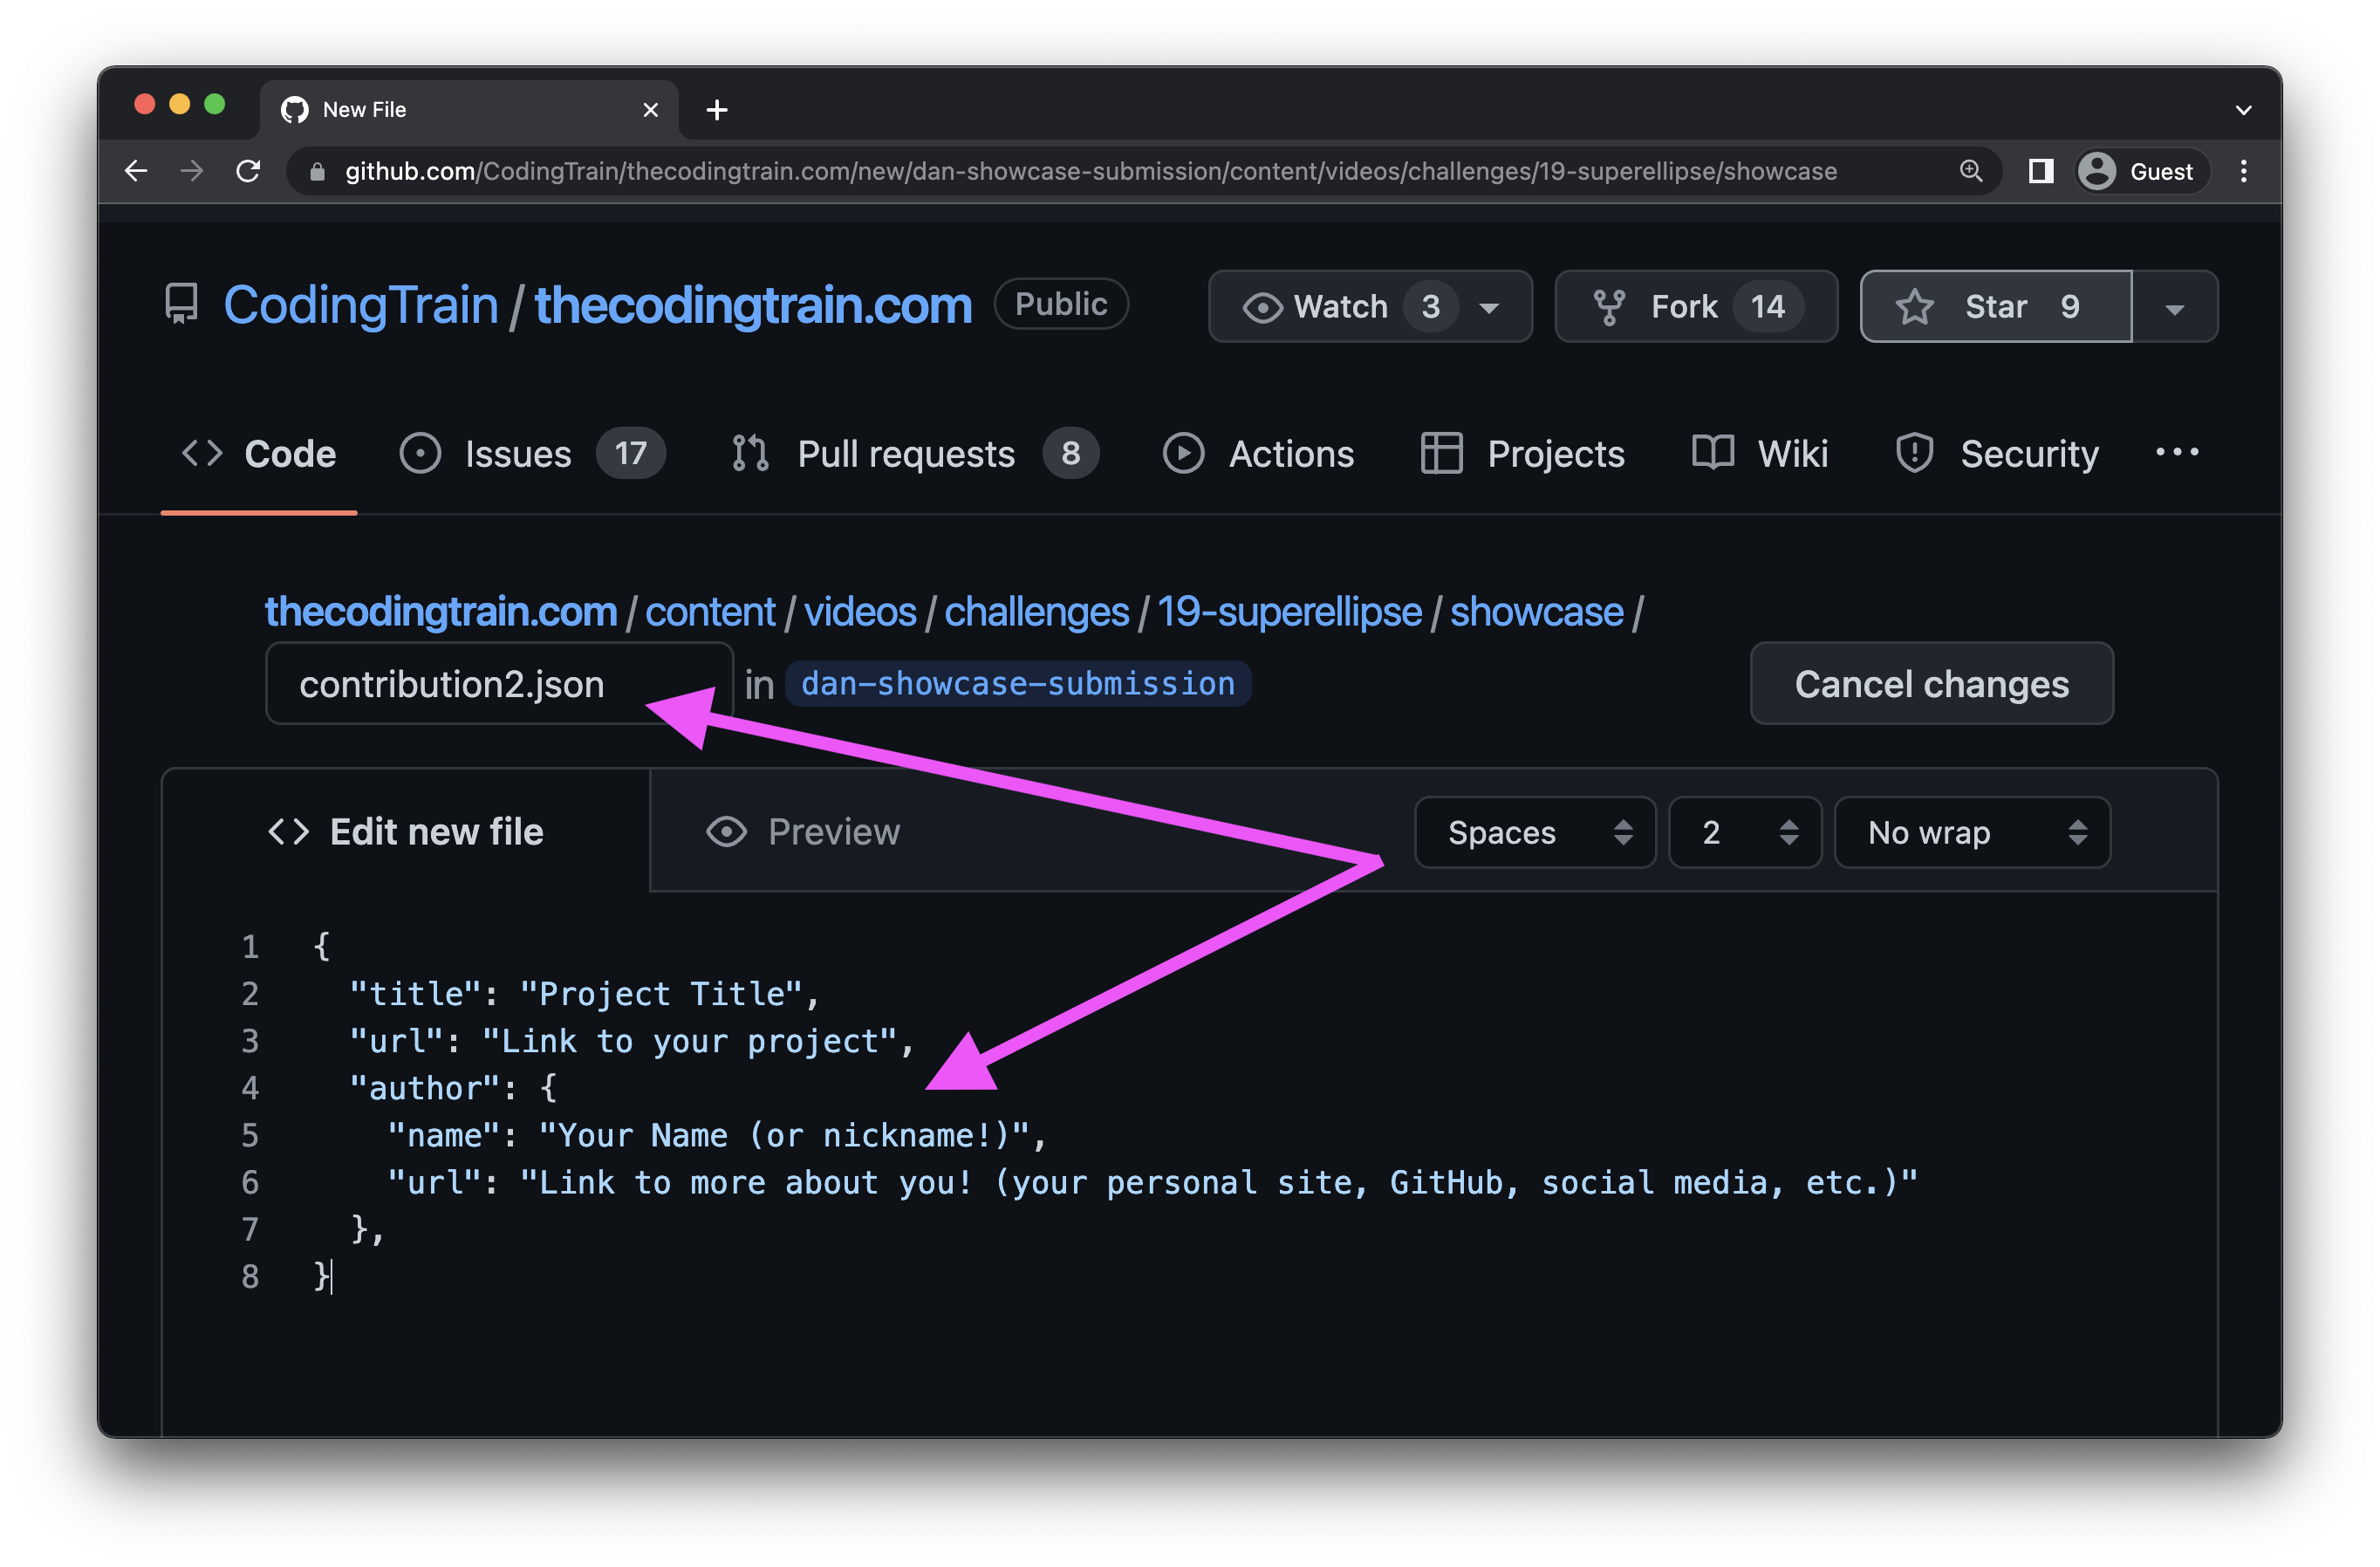 New File
github.com/CodingTrain/thecodingtrain.com/new/dan-showcase-submission/content/videos/challenges/19-superellipse/showcase
Guest
CodingTrain / thecodingtrain.com Public
Watch 3
Fork 14
Star 9
Code
Issues 17
Pull requests 8
Actions
Projects
Wiki
Security
thecodingtrain.com / content / videos / challenges / 19-superellipse / showcase /
contribution2.json in dan-showcase-submission
Cancel changes
Edit new file
Preview
Spaces
2
No wrap
1 {
2   "title": "Project Title",
3   "url": "Link to your project",
4   "author": {
5     "name": "Your Name (or nickname!)",
6     "url": "Link to more about you! (your personal site, GitHub, social media, etc.)"
7   },
8 }